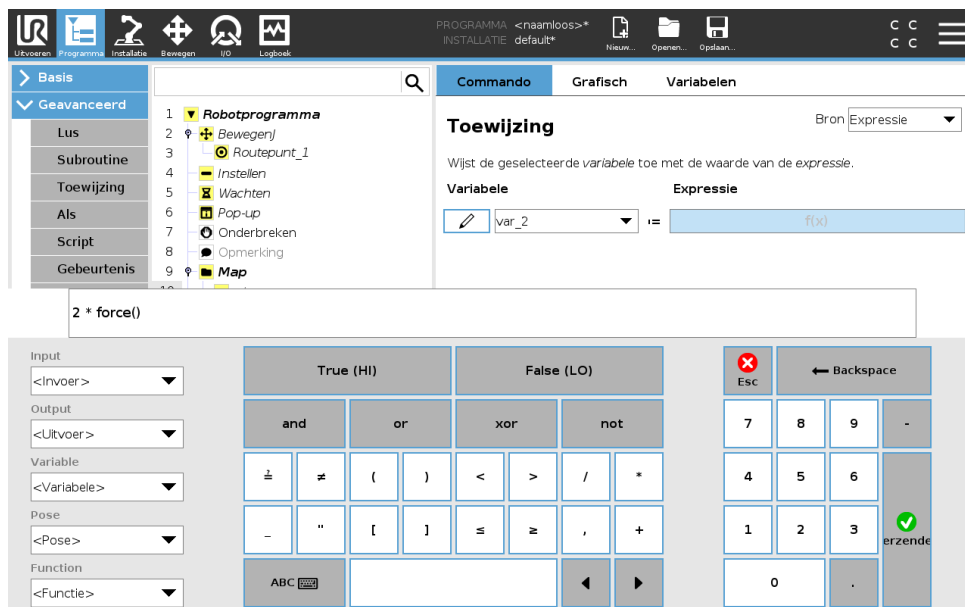 PROGRAMMA <naamloos>*
INSTALLATIE default*
Uitvoeren Programma Installatie Bewegen I/O Logboek
Nieuw... Openen... Opslaan...
C C
C C
Basis
Geavanceerd
Lus
Subroutine
Toewijzing
Als
Script
Gebeurtenis
1 Robotprogramma
2 BewegenJ
3 Routepunt_1
4 Instellen
5 Wachten
6 Pop-up
7 Onderbreken
8 Opmerking
9 Map
Commando Grafisch Variabelen
Toewijzing
Bron Expressie
Wijst de geselecteerde variabele toe met de waarde van de expressie.
Variabele Expressie
var_2 := f(x)
2 * force()
Input
<Invoer>
Output
<Uitvoer>
Variable
<Variabele>
Pose
<Pose>
Function
<Functie>
True (HI) False (LO)
and or xor not
≟ ≠ ( ) < > / *
_ " [ ] ≤ ≥ , +
ABC
Esc Backspace
7 8 9 -
4 5 6
1 2 3 erzende
0 .